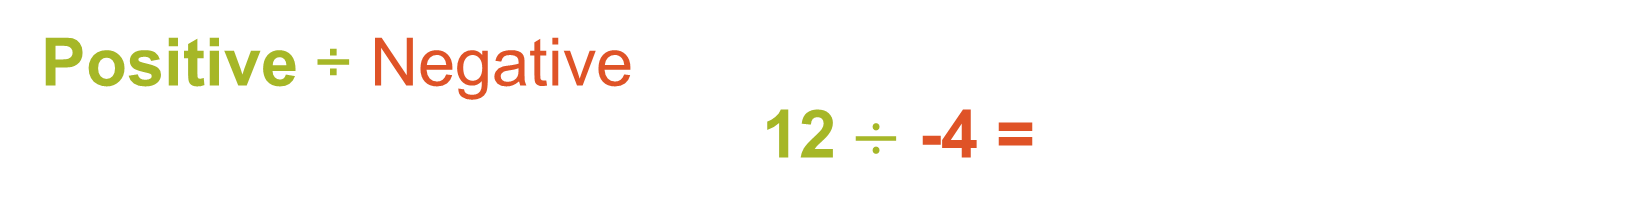 Positive ÷ Negative
12 ÷ -4 =